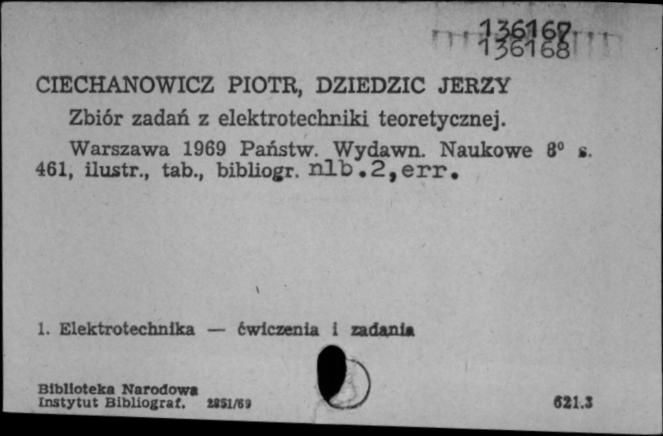 136167
136168
CIECHANOWICZ PIOTR, DZIEDZIC JERZY
Zbiór zadań z elektrotechniki teoretycznej.
Warszawa 1969 Państw. Wydawn. Naukowe 8° s.
461, ilustr., tab., bibliogr. nlb.2,err.
1. Elektrotechnika — ćwiczenia i zadania
Biblioteka Narodowa
Instytut Bibliograf. 2851/69
621.3